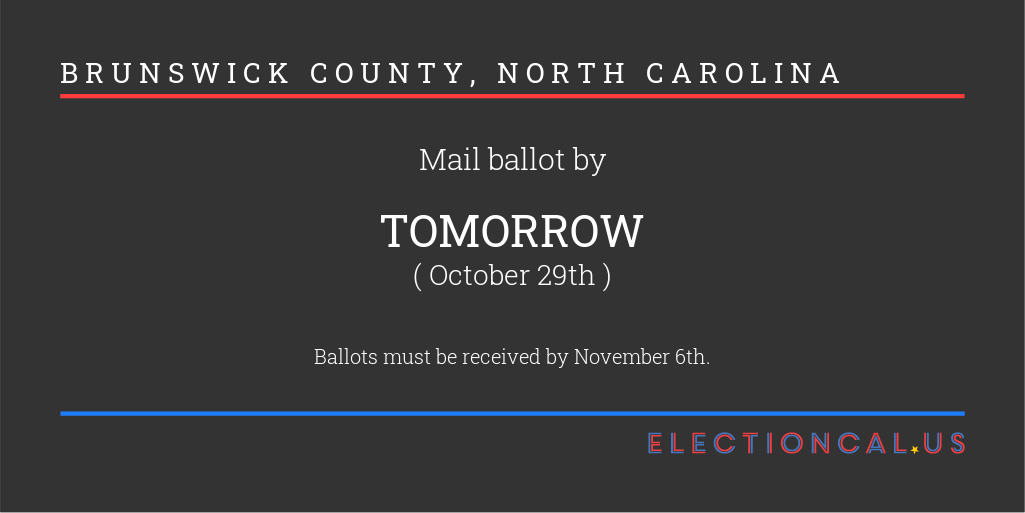 BRUNSWICK COUNTY, NORTH CAROLINA
Mail ballot by
TOMORROW
( October 29th )
Ballots must be received by November 6th.
ELECTIONCAL.US